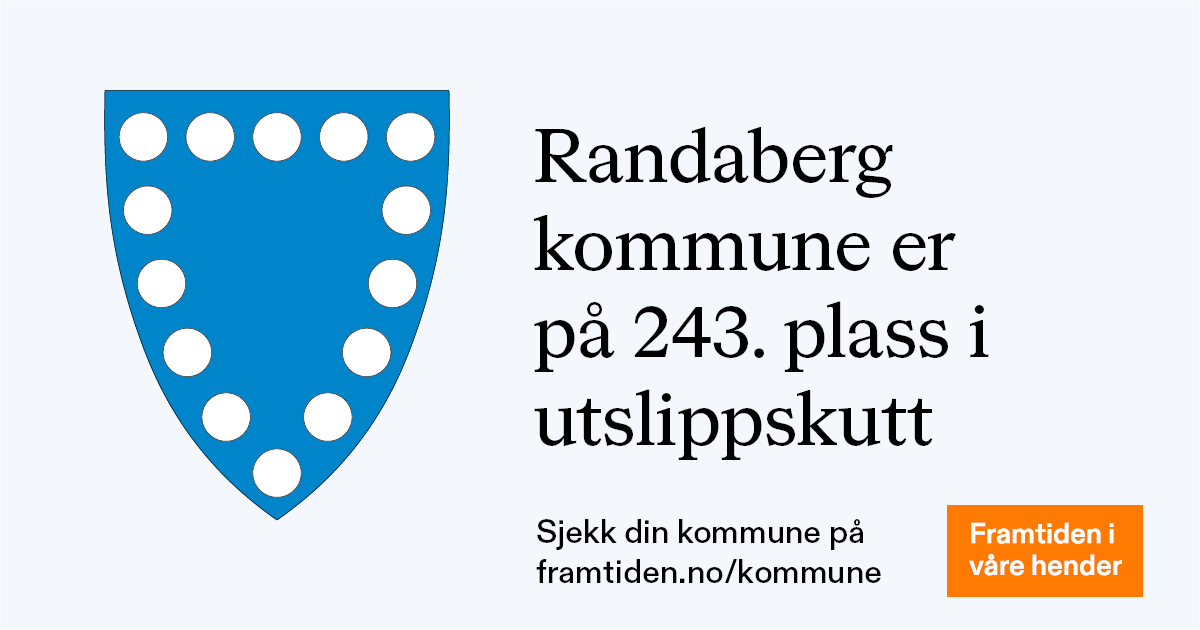 Randaberg
kommune er
på 243. plass i
utslippskutt
Sjekk din kommune på
framtiden.no/kommune
Framtiden i
våre hender